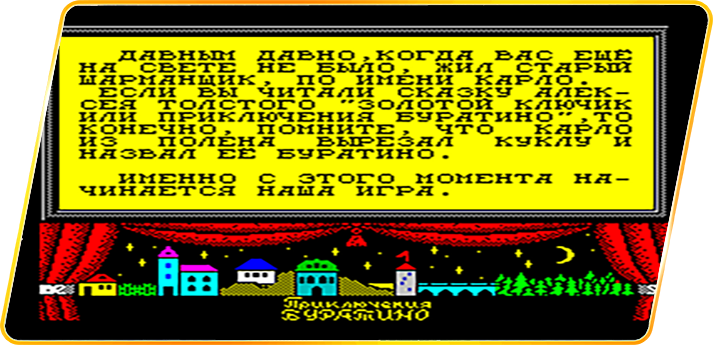 ДАВНЫМ ДАВНО,КОГДА ВАС ЕЩЁ
НА СВЕТЕ НЕ БЫЛО, ЖИЛ СТАРЫЙ
ШАРМАНЩИК, ПО ИМЕНИ КАРЛО.
ЕСЛИ ВЫ ЧИТАЛИ СКАЗКУ АЛЕК-
СЕЯ ТОЛСТОГО "ЗОЛОТОЙ КЛЮЧИК
ИЛИ ПРИКЛЮЧЕНИЯ БУРАТИНО",ТО
КОНЕЧНО, ПОМНИТЕ, ЧТО КАРЛО
ИЗ ПОЛЕНА ВЫРЕЗАЛ КУКЛУ И
НАЗВАЛ ЕЁ БУРАТИНО.
ИМЕННО С ЭТОГО МОМЕНТА НА-
ЧИНАЕТСЯ НАША ИГРА.
Приключения
БУРАТИНО